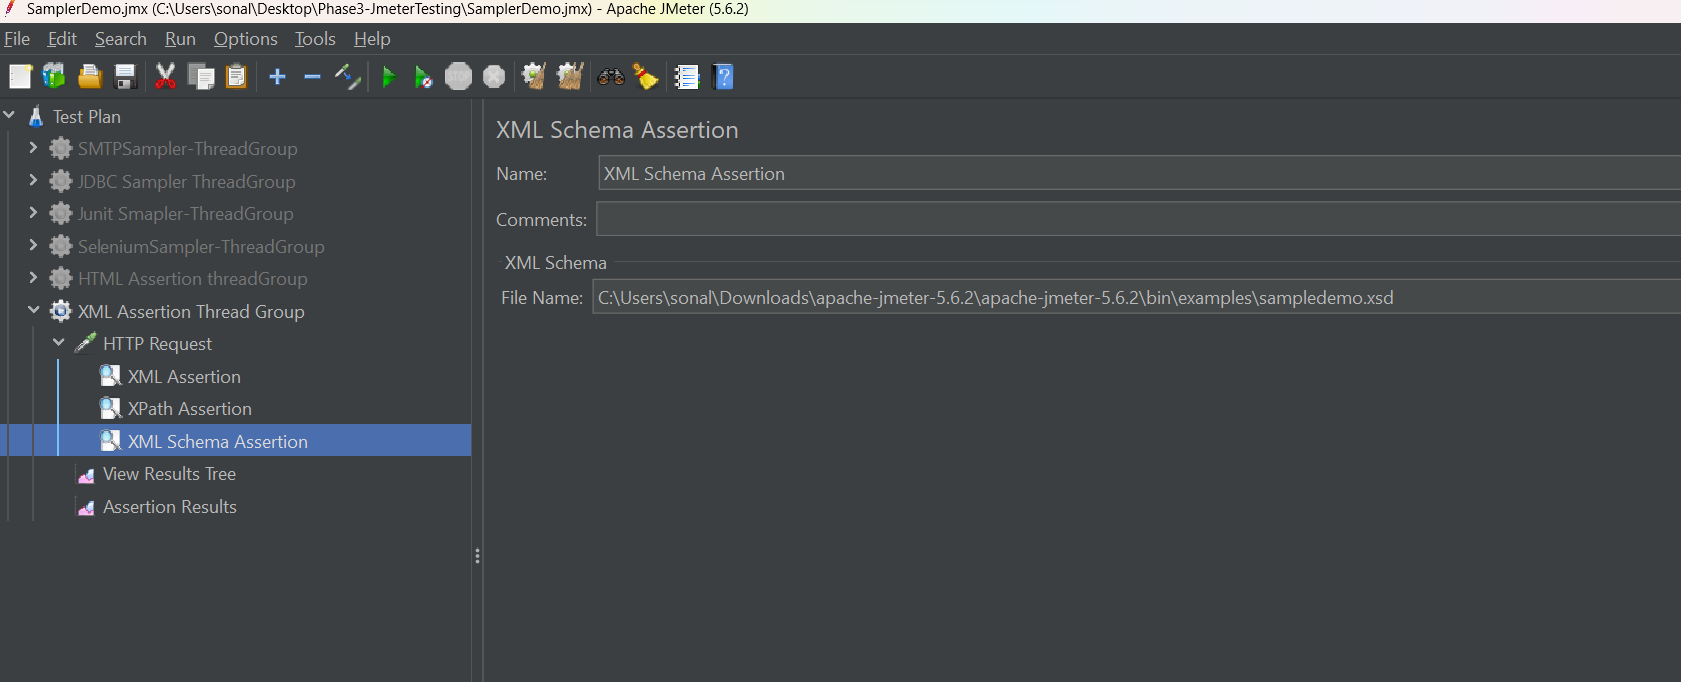 SamplerDemo.jmx (C:\Users\sonal\Desktop\Phase3-JmeterTesting\SamplerDemo.jmx) - Apache JMeter (5.6.2)
File Edit Search Run Options Tools Help
STOP
?
Test Plan
SMTPSampler-ThreadGroup
JDBC Sampler ThreadGroup
Junit Smapler-ThreadGroup
SeleniumSampler-ThreadGroup
HTML Assertion threadGroup
XML Assertion Thread Group
HTTP Request
XML Assertion
XPath Assertion
XML Schema Assertion
View Results Tree
Assertion Results
XML Schema Assertion
Name: XML Schema Assertion
Comments:
XML Schema
File Name: C:\Users\sonal\Downloads\apache-jmeter-5.6.2\apache-jmeter-5.6.2\bin\examples\sampledemo.xsd